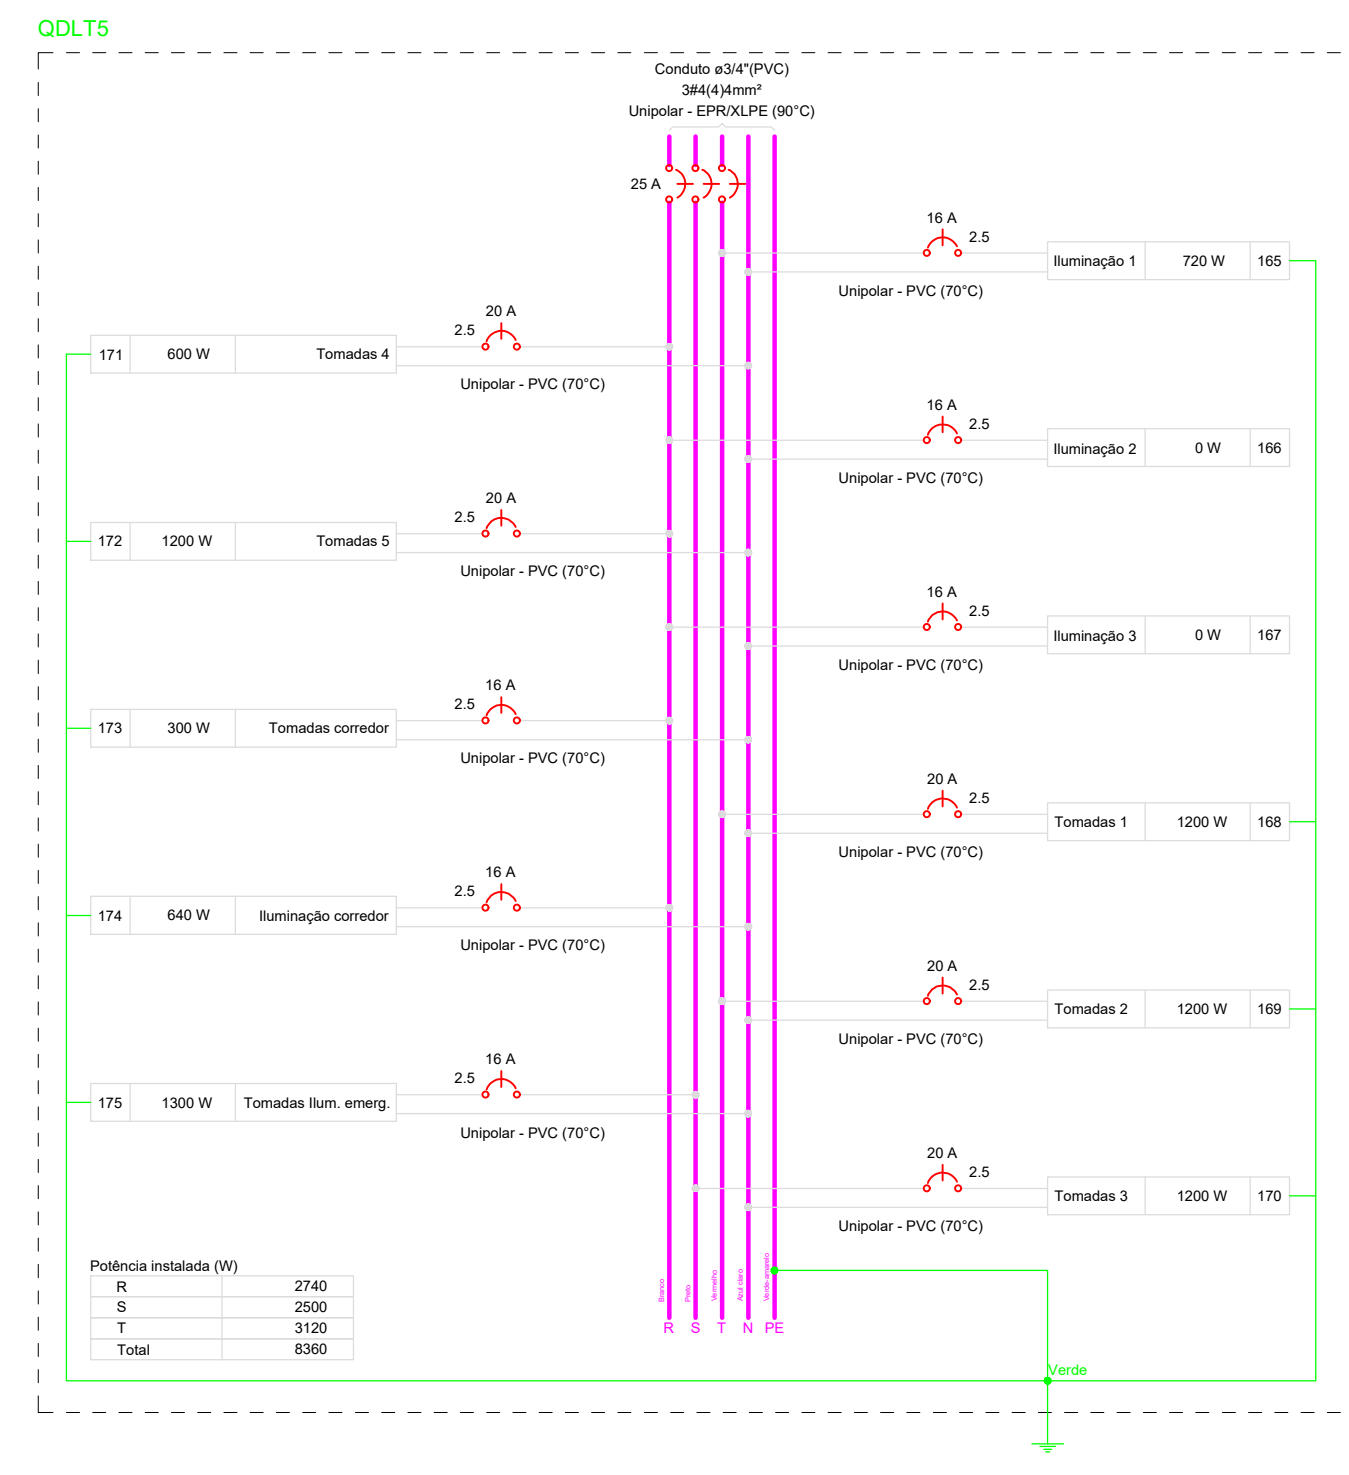 QDLT5
Conduto ø3/4"(PVC)
3#4(4)4mm²
Unipolar - EPR/XLPE (90°C)
25 A
16 A
2.5
Iluminação 1 720 W 165
Unipolar - PVC (70°C)
20 A
2.5
171 600 W Tomadas 4
Unipolar - PVC (70°C)
16 A
2.5
Iluminação 2 0 W 166
Unipolar - PVC (70°C)
20 A
2.5
172 1200 W Tomadas 5
Unipolar - PVC (70°C)
16 A
2.5
Iluminação 3 0 W 167
Unipolar - PVC (70°C)
16 A
2.5
173 300 W Tomadas corredor
Unipolar - PVC (70°C)
20 A
2.5
Tomadas 1 1200 W 168
Unipolar - PVC (70°C)
16 A
2.5
174 640 W Iluminação corredor
Unipolar - PVC (70°C)
20 A
2.5
Tomadas 2 1200 W 169
Unipolar - PVC (70°C)
16 A
2.5
175 1300 W Tomadas Ilum. emerg.
Unipolar - PVC (70°C)
20 A
2.5
Tomadas 3 1200 W 170
Unipolar - PVC (70°C)
Potência instalada (W)
R 2740
S 2500
T 3120
Total 8360
Branco
Preto
Vermelho
Azul claro
Verde-amarelo
R S T N PE
Verde